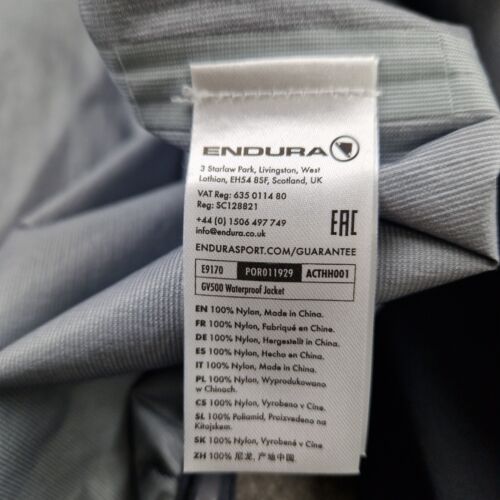 ENDURA
3 Starlaw Park, Livingston, West
Lothian, EH54 8SF, Scotland, UK
VAT Reg: 635 0114 80
Reg: SC128821
+44 (0) 1506 497 749
info@endura.co.uk
EAC
ENDURASPORT.COM/GUARANTEE
E9170 POR011929 ACTHH001
GV500 Waterproof Jacket
EN 100% Nylon, Made in China.
FR 100% Nylon, Fabriqué en Chine.
DE 100% Nylon, Hergestellt in China.
ES 100% Nylon, Hecho en China.
IT 100% Nylon, Made in China.
PL 100% Nylon, Wyprodukowano
w Chinach.
CS 100% Nylon, Vyrobeno v Číne.
SL 100% Poliamid, Proizvedeno na
Kitajskem.
SK 100% Nylon, Vyrobené v Číne.
ZH 100% 尼龙, 产地 中国.